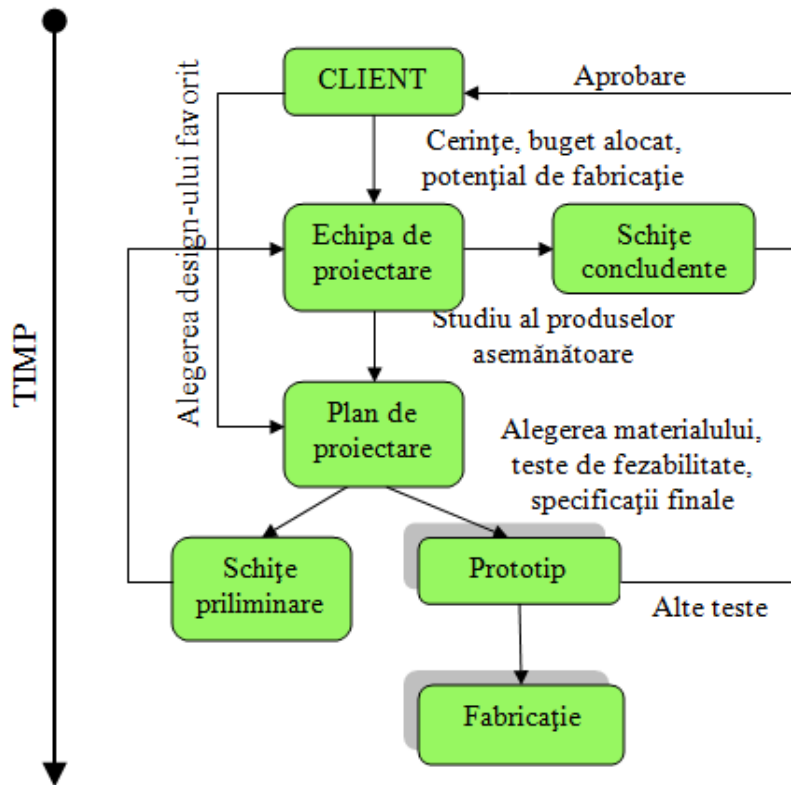 TIMP
Alegerea design-ului favorit
CLIENT
Aprobare
Cerinţe, buget alocat,
potenţial de fabricaţie
Echipa de
proiectare
Schiţe
concludente
Studiu al produselor
asemănătoare
Plan de
proiectare
Alegerea materialului,
teste de fezabilitate,
specificaţii finale
Schiţe
priliminare
Prototip
Alte teste
Fabricaţie